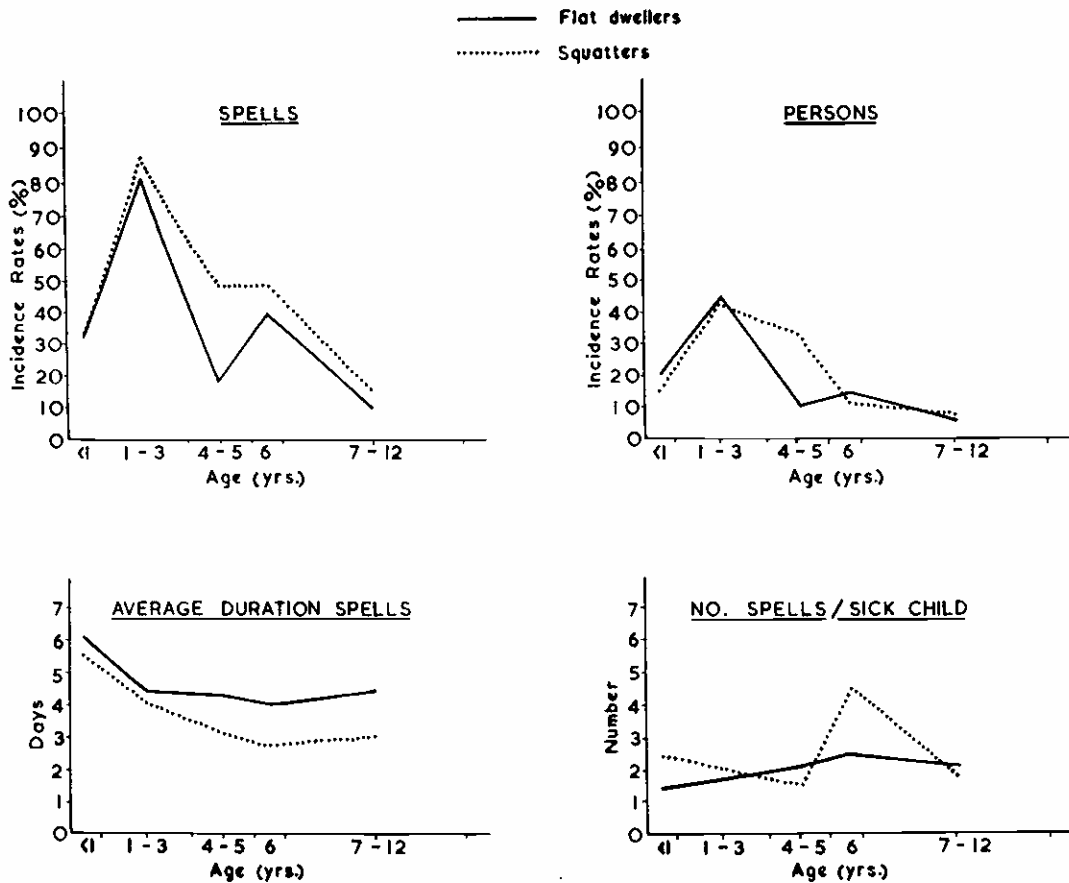 Flat dwellers
Squatters
SPELLS
Incidence Rates (%)
100
90
80
70
60
50
40
30
20
10
0
<1 1 - 3 4 - 5 6 7 - 12
Age (yrs.)
PERSONS
Incidence Rates (%)
100
90
80
70
60
50
40
30
20
10
0
<1 1 - 3 4 - 5 6 7 - 12
Age (yrs.)
AVERAGE DURATION SPELLS
Days
7
6
5
4
3
2
1
0
<1 1 - 3 4 - 5 6 7 - 12
Age (yrs.)
NO. SPELLS / SICK CHILD
Number
7
6
5
4
3
2
1
0
<1 1 - 3 4 - 5 6 7 - 12
Age (yrs.)